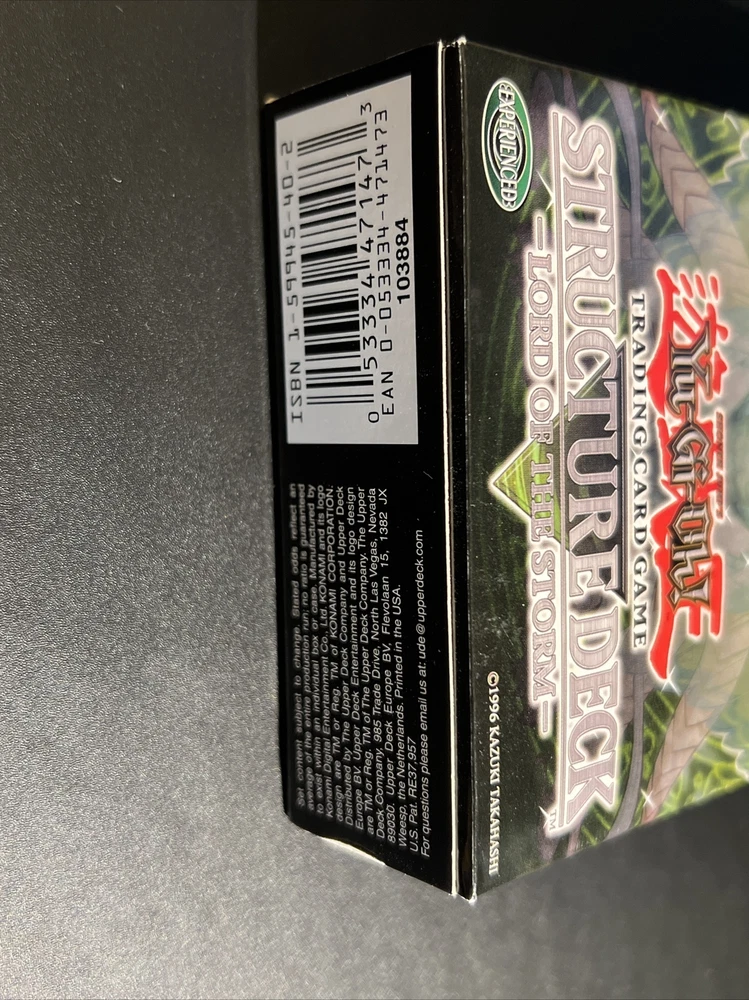 ISBN 1-59945-40-2
0 53334 47147 3
EAN 0-053334-471473
103884
Set content subject to change. Stated odds reflect an
average of the entire production run; no ratio is guaranteed
to exist within an individual box or case. Manufactured by
Konami Digital Entertainment Co., Ltd. KONAMI and its logo
design are TM or Reg. TM of KONAMI CORPORATION.
Distributed by The Upper Deck Company and Upper Deck
Europe BV. Upper Deck Entertainment and its logo design
are TM or Reg. TM of The Upper Deck Company. The Upper
Deck Company, 985 Trade Drive, North Las Vegas, Nevada
89030. Upper Deck Europe BV, Flevolaan 15, 1382 JX
Weesp, the Netherlands. Printed in the USA.
U.S. Pat. RE37,957
For questions please email us at: ude@upperdeck.com
Yu-Gi-Oh!
TRADING CARD GAME
STRUCTURE DECK™
-LORD OF THE STORM-
EXPERIENCED
©1996 KAZUKI TAKAHASHI